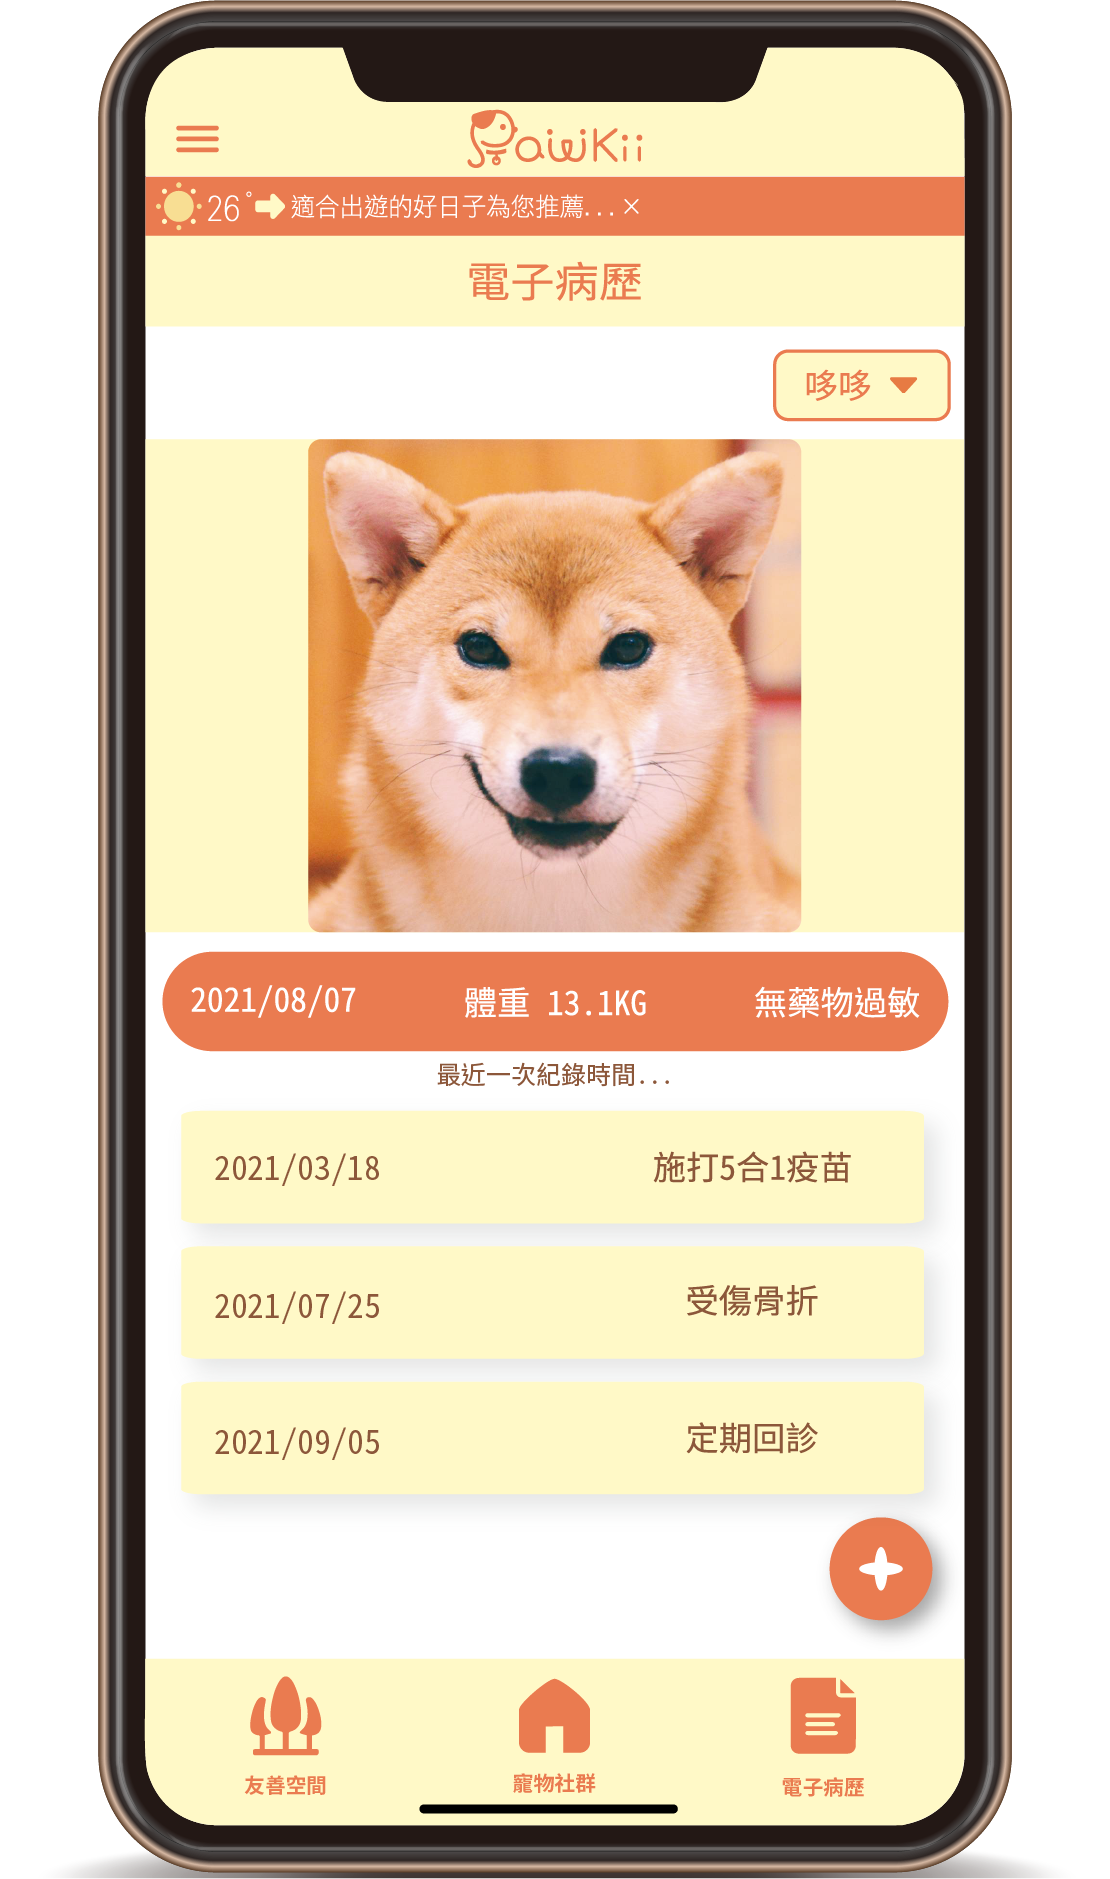 PawKii
26°
適合出遊的好日子為您推薦...×
電子病歷
哆哆
2021/08/07 體重 13.1KG 無藥物過敏
最近一次紀錄時間...
2021/03/18 施打5合1疫苗
2021/07/25 受傷骨折
2021/09/05 定期回診
友善空間 寵物社群 電子病歷